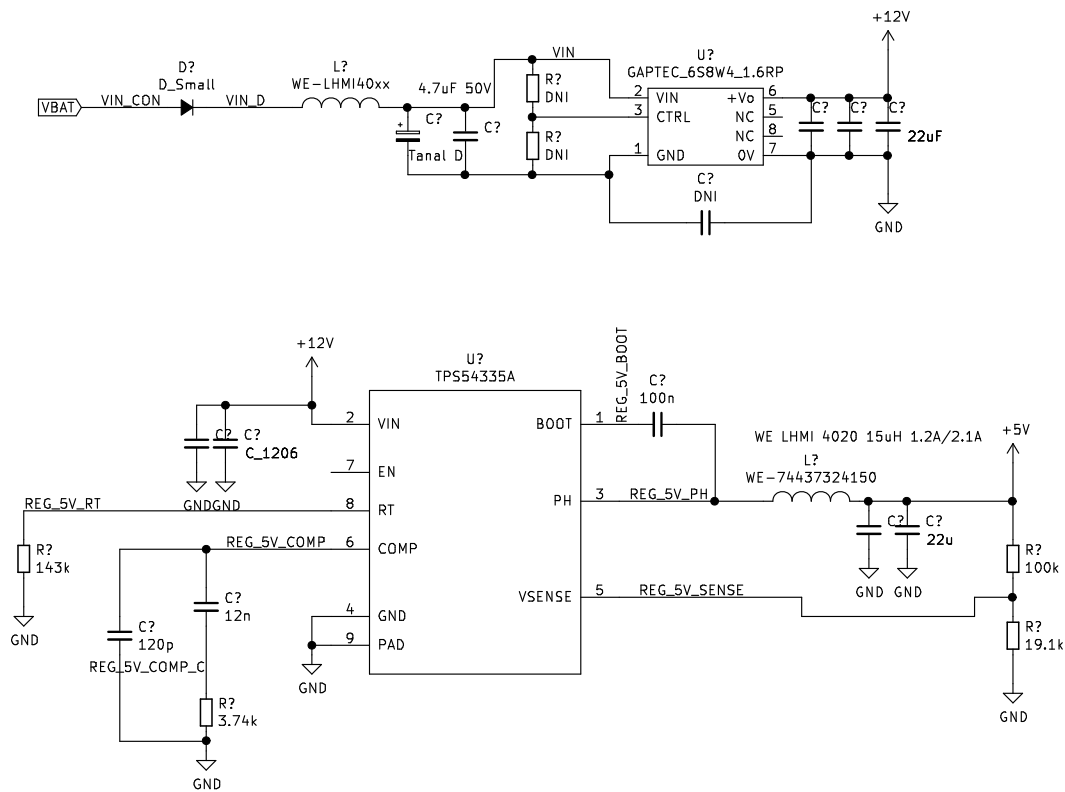 +12V
U?
GAPTEC_6S8W4_1.6RP
D?
D_Small
L?
WE-LHMI40xx
4.7uF 50V
VIN
R?
DNI
VBAT
VIN_CON
VIN_D
C?
Tanal D
C?
R?
DNI
2
VIN
3
CTRL
1
GND
+Vo
6
NC
5
NC
8
0V
7
C?
C?
C?
22uF
C?
DNI
GND
+12V
U?
TPS54335A
REG_5V_BOOT
C?
100n
2
VIN
7
EN
8
RT
6
COMP
4
GND
9
PAD
BOOT
1
PH
3
VSENSE
5
C?
C?
C_1206
GND
GND
REG_5V_RT
R?
143k
GND
REG_5V_COMP
C?
12n
C?
120p
REG_5V_COMP_C
R?
3.74k
GND
GND
REG_5V_PH
WE LHMI 4020 15uH 1.2A/2.1A
L?
WE-74437324150
+5V
C?
C?
22u
GND
GND
REG_5V_SENSE
R?
100k
R?
19.1k
GND